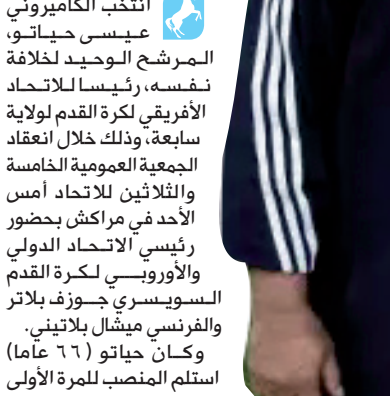 انتخب الكاميروني
عيسى حياتو،
المرشح الوحيد لخلافة
نفسه، رئيسا للاتحاد
الأفريقي لكرة القدم لولاية
سابعة، وذلك خلال انعقاد
الجمعية العمومية الخامسة
والثلاثين للاتحاد أمس
الأحد في مراكش بحضور
رئيسي الاتحاد الدولي
والأوروبي لكرة القدم
السويسري جوزف بلاتر
والفرنسي ميشال بلاتيني.
وكان حياتو (٦٦ عاما)
استلم المنصب للمرة الأولى